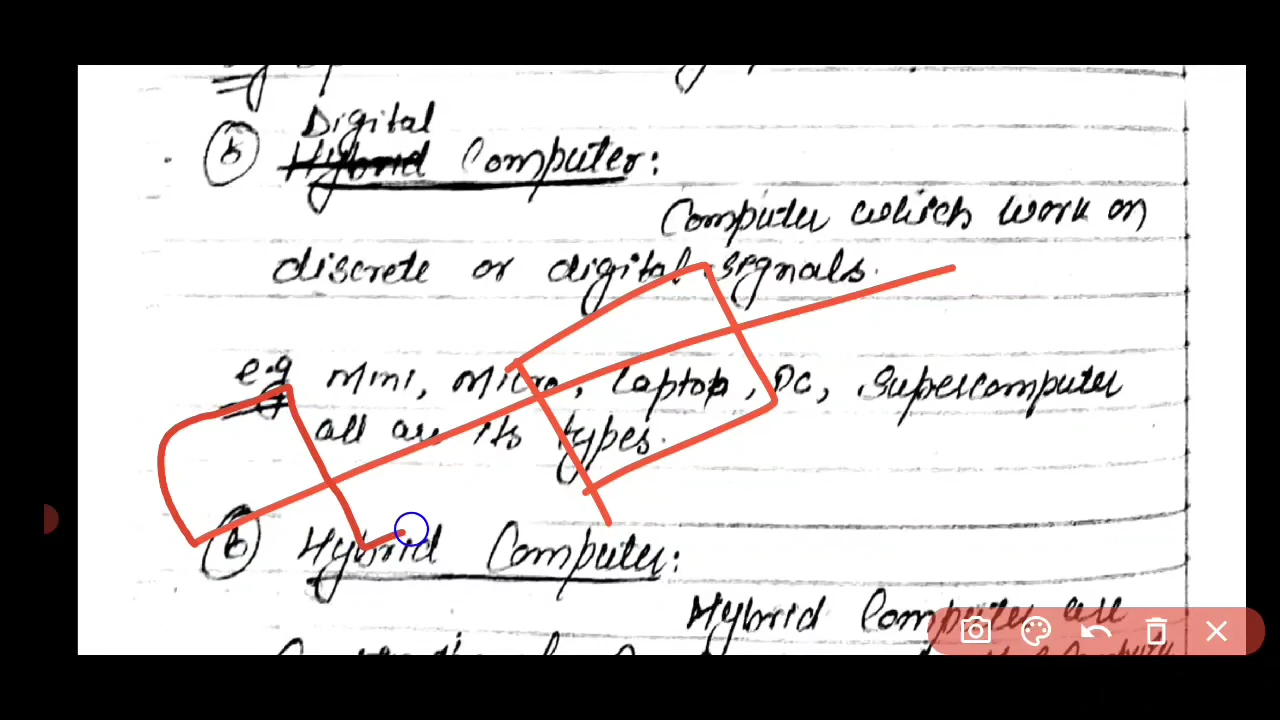 (b) Digital
Hybrid Computer:
Computer which work on
discrete or digital signals.
e.g Mini, Micro, Laptop, PC, Supercomputer
all are its types.
(b) Hybrid Computer:
Hybrid Computer are